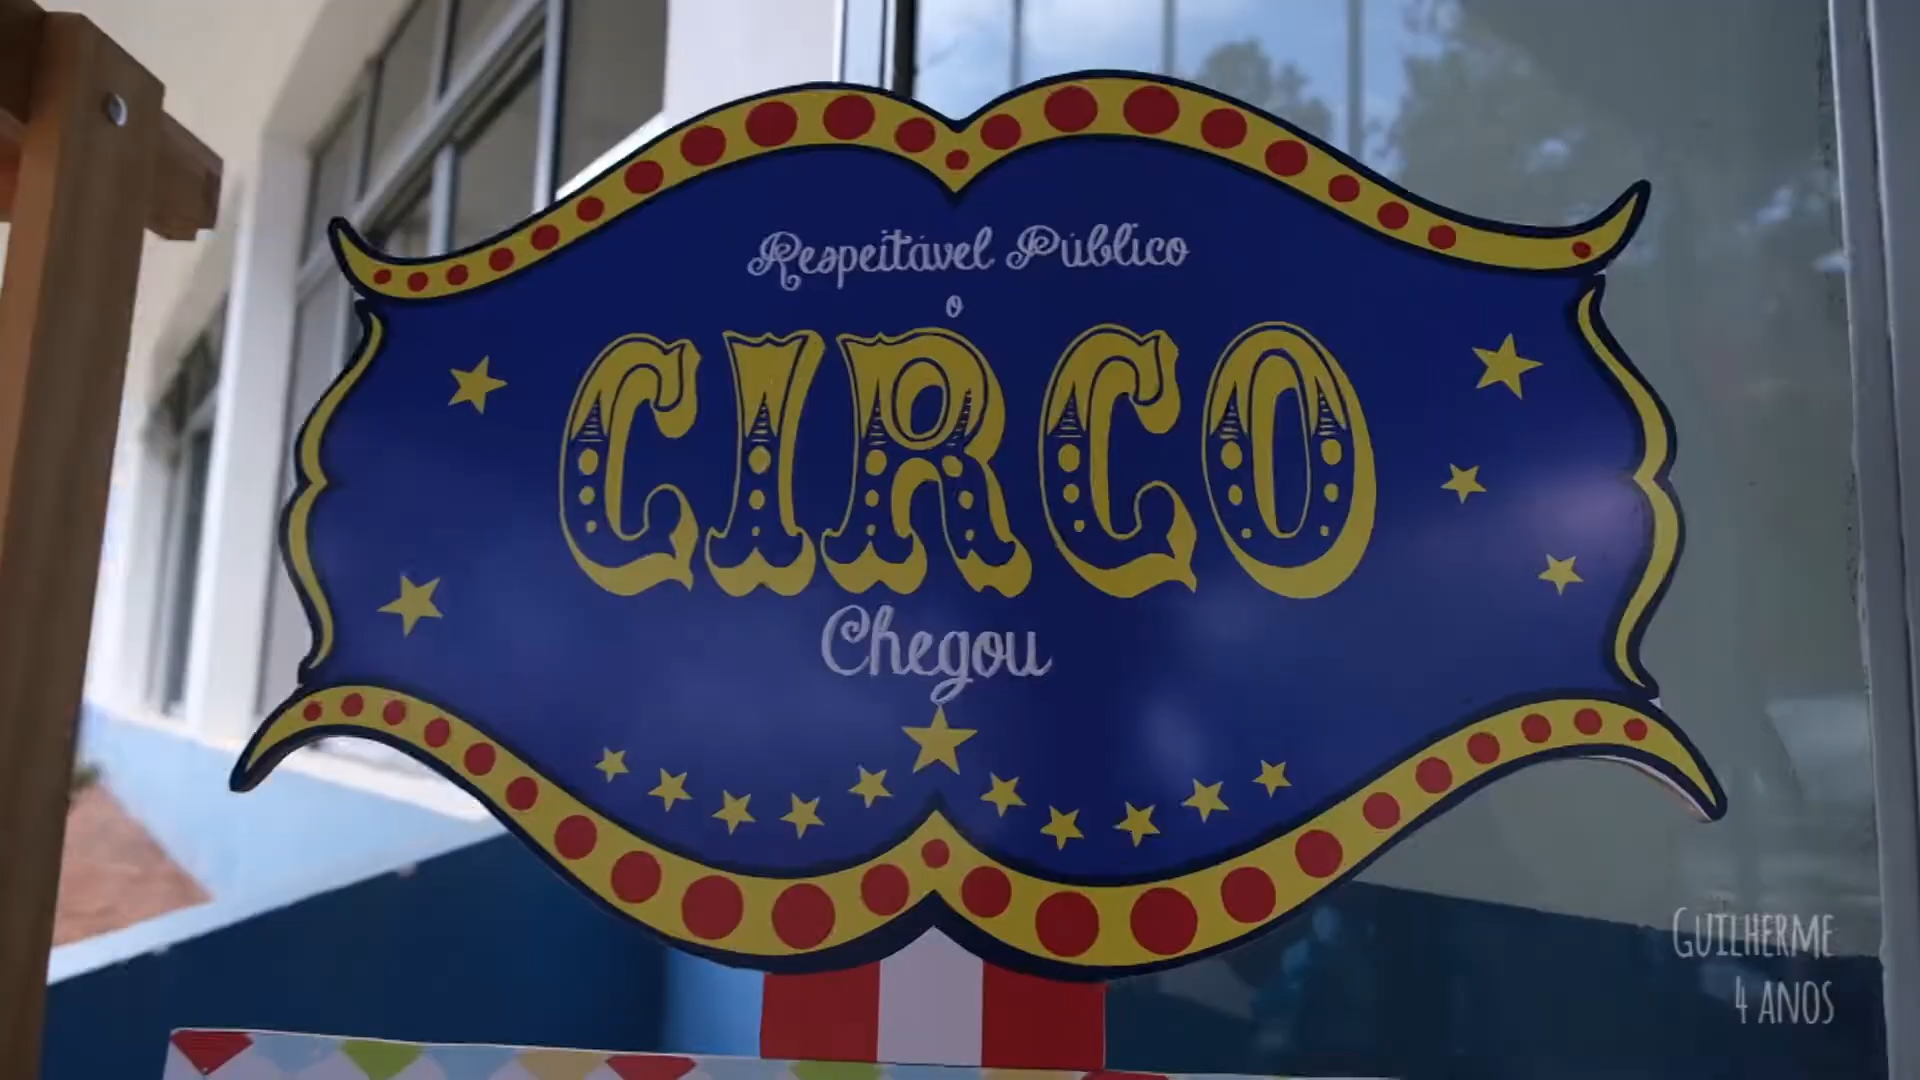 Respeitável Público
o
CIRCO
Chegou
GUILHERME
4 ANOS